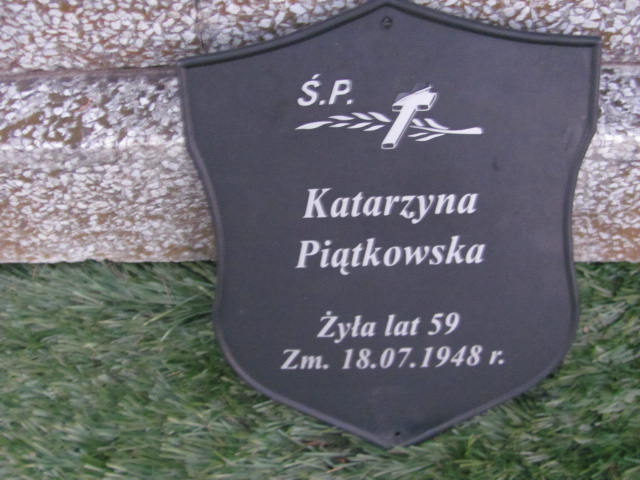 Ś.P.
Katarzyna
Piątkowska
Żyła lat 59
Zm. 18.07.1948 r.